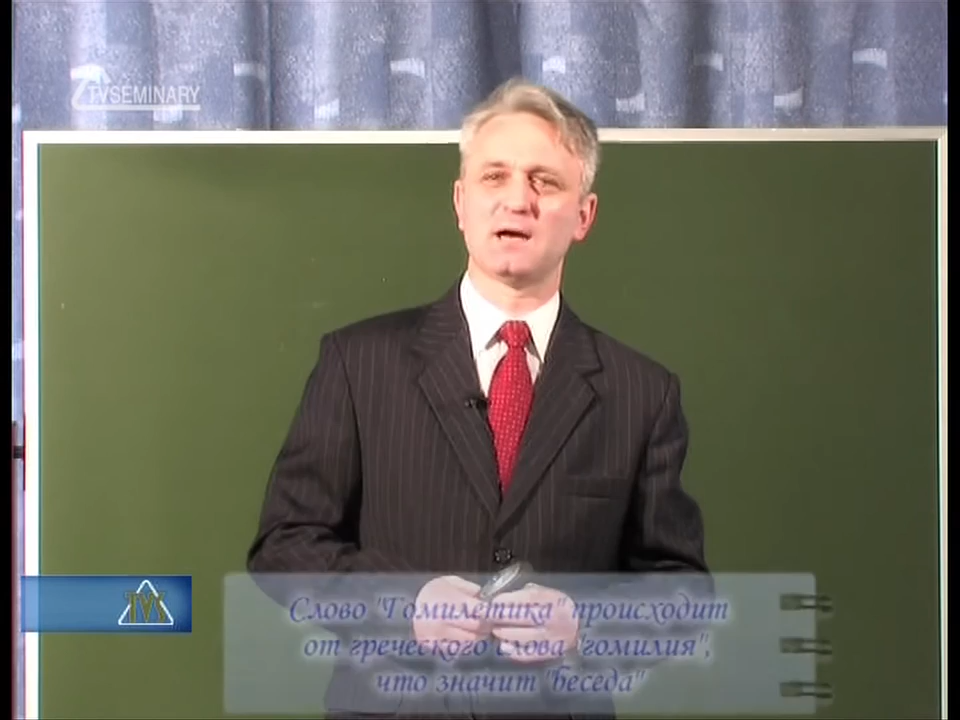 TVSEMINARY
TVS
Слово "Гомилетика" происходит
от греческого слова "гомилия",
что значит "беседа"